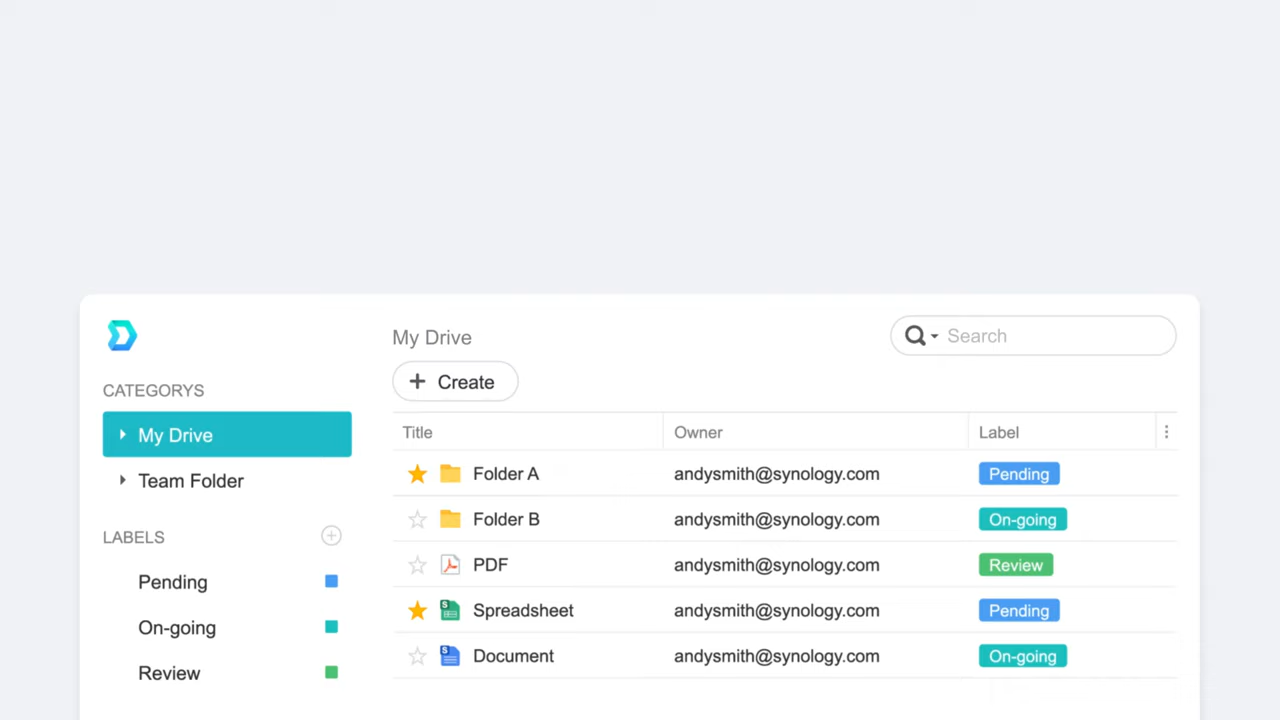 My Drive
Search
CATEGORYS
Create
My Drive
Team Folder
LABELS
Pending
On-going
Review
Title Owner Label
Folder A andysmith@synology.com Pending
Folder B andysmith@synology.com On-going
PDF andysmith@synology.com Review
Spreadsheet andysmith@synology.com Pending
Document andysmith@synology.com On-going